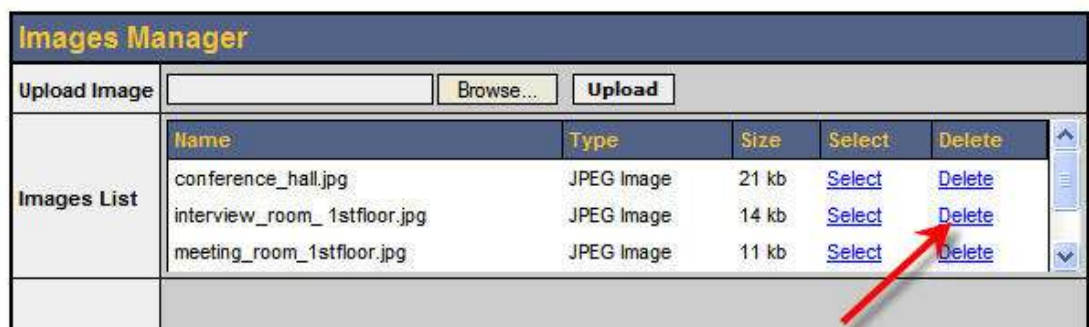 Images Manager
Upload Image Browse... Upload
Name Type Size Select Delete
conference_hall.jpg JPEG Image 21 kb Select Delete
Images List
interview_room_ 1stfloor.jpg JPEG Image 14 kb Select Delete
meeting_room_1stfloor.jpg JPEG Image 11 kb Select Delete